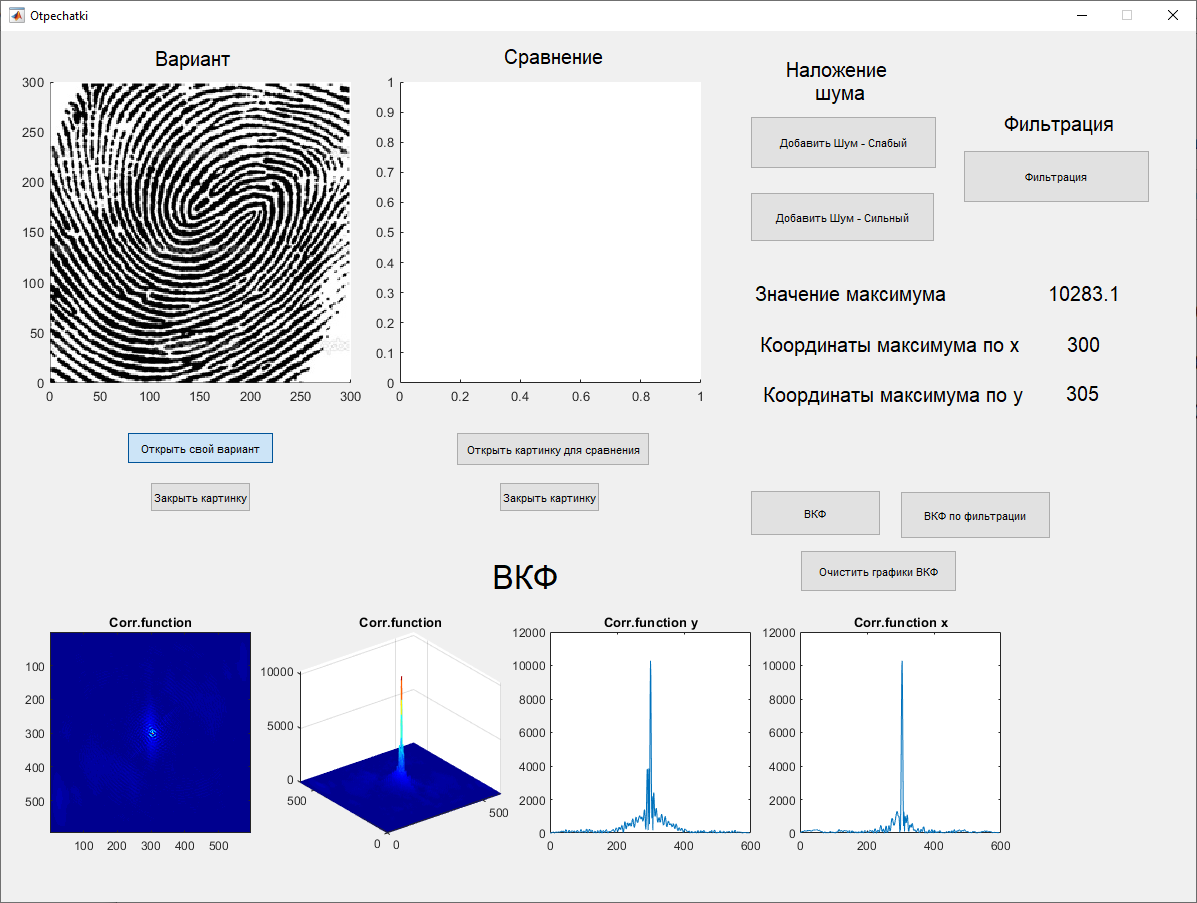 Otpechatki
Вариант
Сравнение
Наложение
шума
Фильтрация
Добавить Шум - Слабый
Фильтрация
Добавить Шум - Сильный
300
250
200
150
100
50
0
0 50 100 150 200 250 300
1
0.9
0.8
0.7
0.6
0.5
0.4
0.3
0.2
0.1
0
0 0.2 0.4 0.6 0.8 1
Значение максимума 10283.1
Координаты максимума по x 300
Координаты максимума по y 305
Открыть свой вариант
Открыть картинку для сравнения
Закрыть картинку
Закрыть картинку
ВКФ
ВКФ по фильтрации
Очистить графики ВКФ
ВКФ
Corr.function
100
200
300
400
500
100 200 300 400 500
Corr.function
10000
5000
0
500
0
0
500
Corr.function y
12000
10000
8000
6000
4000
2000
0
0 200 400 600
Corr.function x
12000
10000
8000
6000
4000
2000
0
0 200 400 600